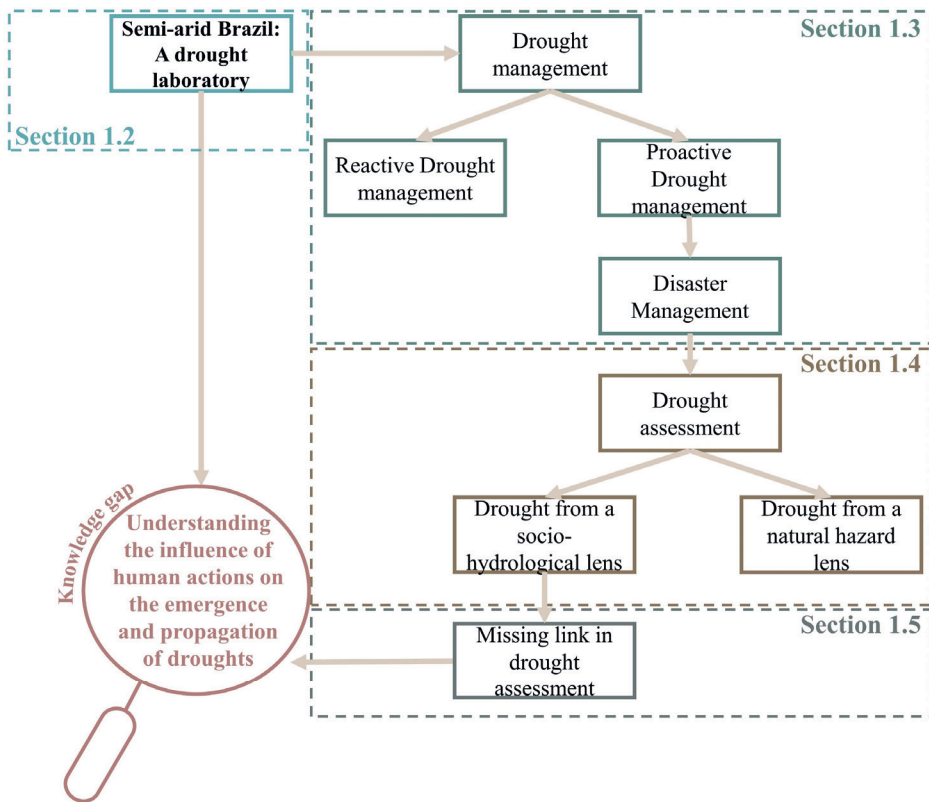 Semi-arid Brazil:
A drought
laboratory
Section 1.2
Section 1.3
Drought
management
Reactive Drought
management
Proactive
Drought
management
Disaster
Management
Section 1.4
Drought
assessment
Drought from a
socio-
hydrological lens
Drought from a
natural hazard
lens
Section 1.5
Missing link in
drought
assessment
Knowledge gap
Understanding
the influence of
human actions on
the emergence
and propagation
of droughts